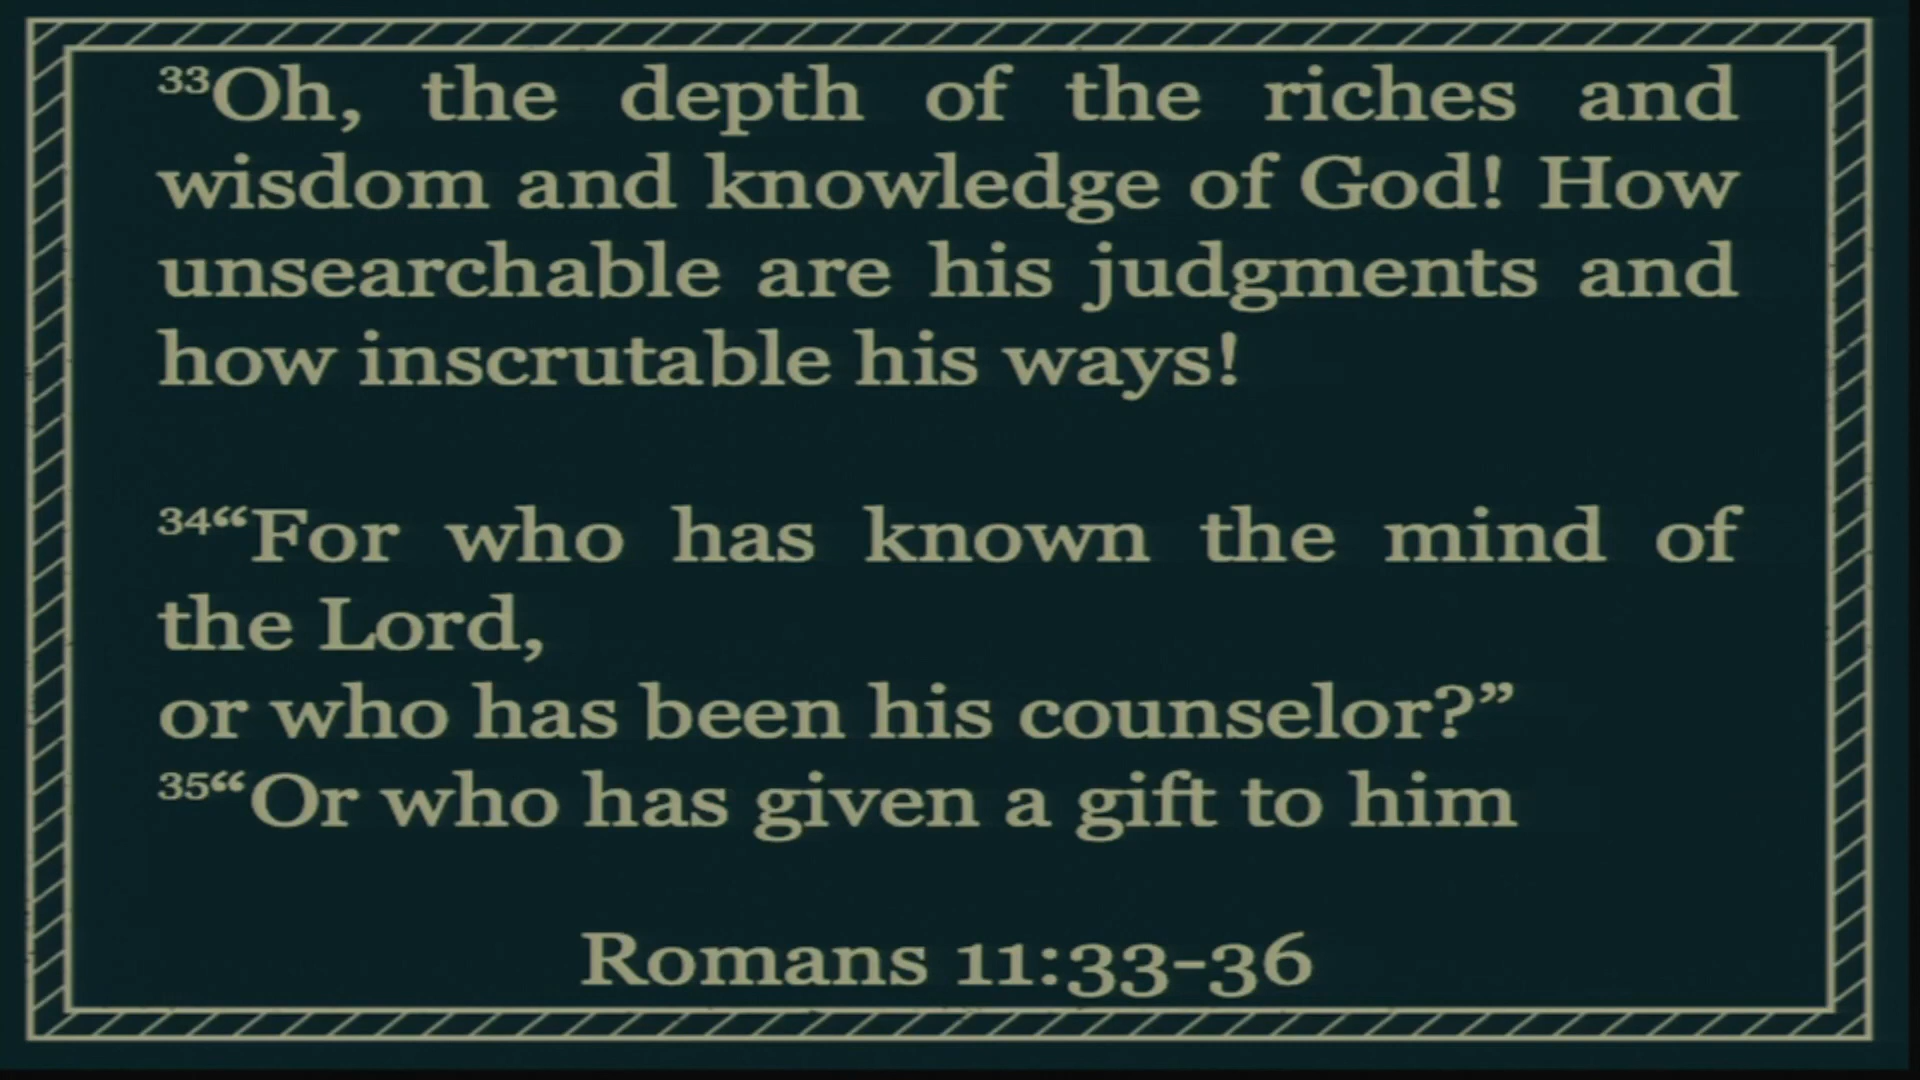 ³³Oh, the depth of the riches and
wisdom and knowledge of God! How
unsearchable are his judgments and
how inscrutable his ways!
³⁴“For who has known the mind of
the Lord,
or who has been his counselor?”
³⁵“Or who has given a gift to him
Romans 11:33-36